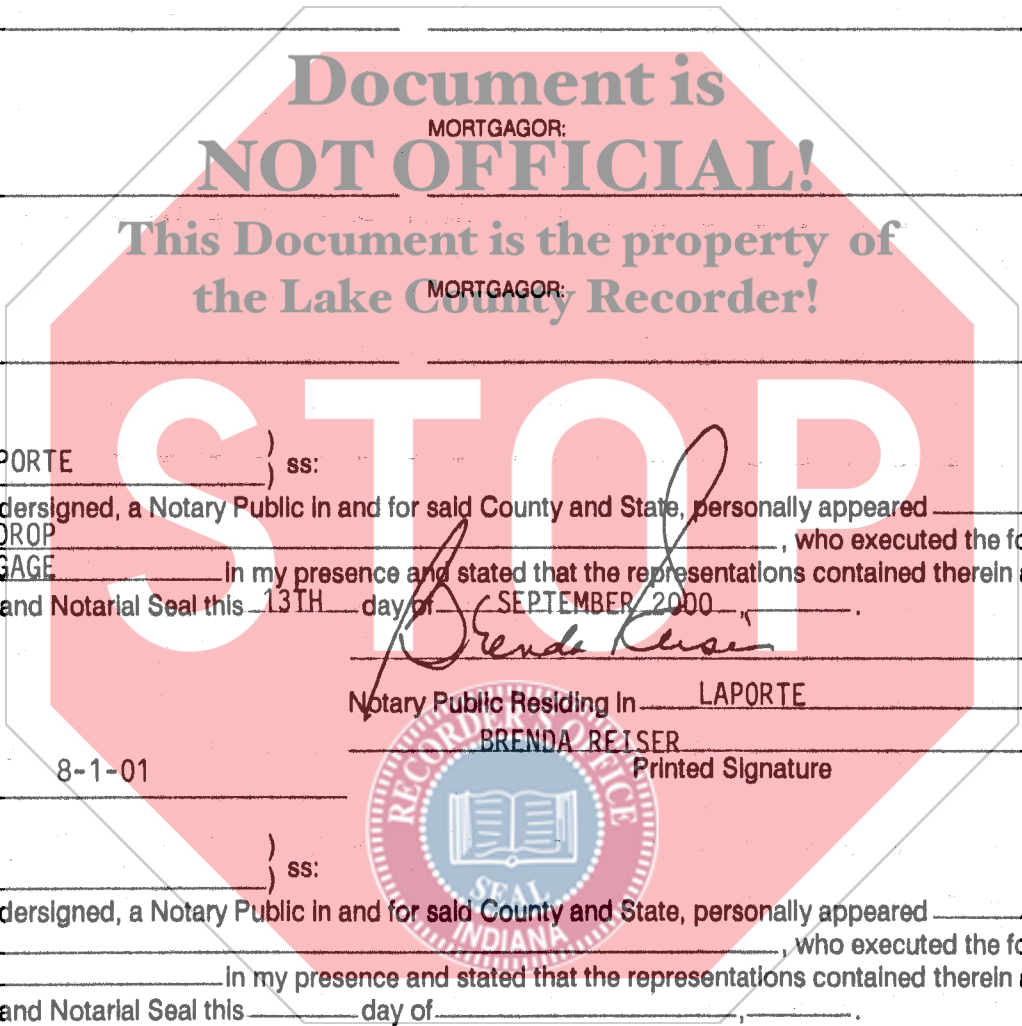 Document is
MORTGAGOR:
NOT OFFICIAL!
This Document is the property of
MORTGAGOR:
the Lake County Recorder!
STOP
PORTE ) ss:
dersigned, a Notary Public in and for said County and State, personally appeared
DROP , who executed the fo
GAGE in my presence and stated that the representations contained therein a
and Notarial Seal this 13TH day of SEPTEMBER 2000 , .
Brenda Reiser
Notary Public Residing In LAPORTE
BRENDA REISER
8-1-01 Printed Signature
RECORDER'S OFFICE
SEAL
INDIANA
) ss:
dersigned, a Notary Public in and for said County and State, personally appeared
, who executed the fo
in my presence and stated that the representations contained therein a
and Notarial Seal this day of , .